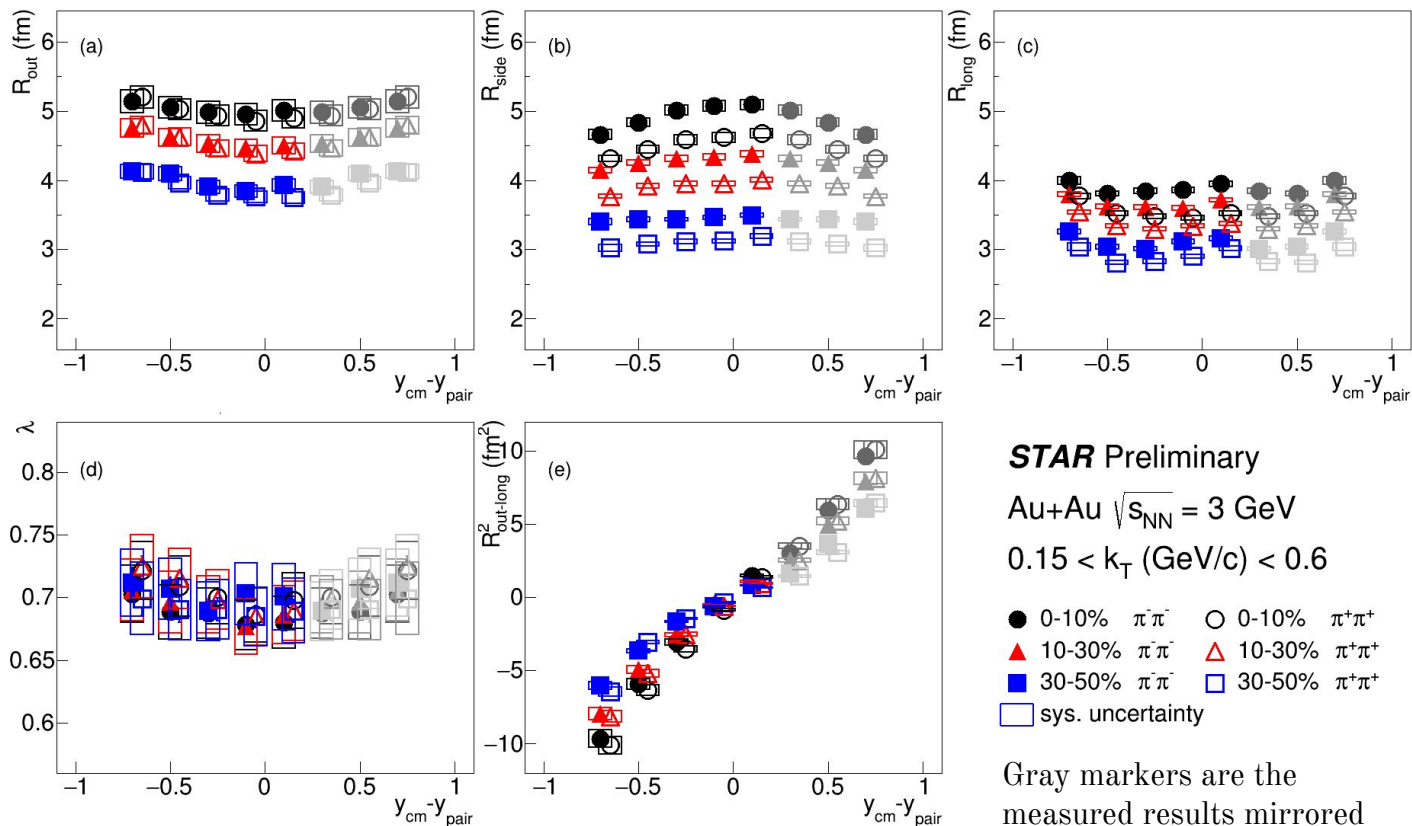 R_out (fm)
(a)
6
5
4
3
2
−1 −0.5 0 0.5 1
y_cm-y_pair
R_side (fm)
(b)
6
5
4
3
2
−1 −0.5 0 0.5 1
y_cm-y_pair
R_long (fm)
(c)
6
5
4
3
2
−1 −0.5 0 0.5 1
y_cm-y_pair
λ
(d)
0.8
0.75
0.7
0.65
0.6
−1 −0.5 0 0.5 1
y_cm-y_pair
R²_out-long (fm²)
(e)
10
5
0
−5
−10
−1 −0.5 0 0.5 1
y_cm-y_pair
STAR Preliminary
Au+Au √s_NN = 3 GeV
0.15 < k_T (GeV/c) < 0.6
0-10% π⁻π⁻ 0-10% π⁺π⁺
10-30% π⁻π⁻ 10-30% π⁺π⁺
30-50% π⁻π⁻ 30-50% π⁺π⁺
sys. uncertainty
Gray markers are the
measured results mirrored